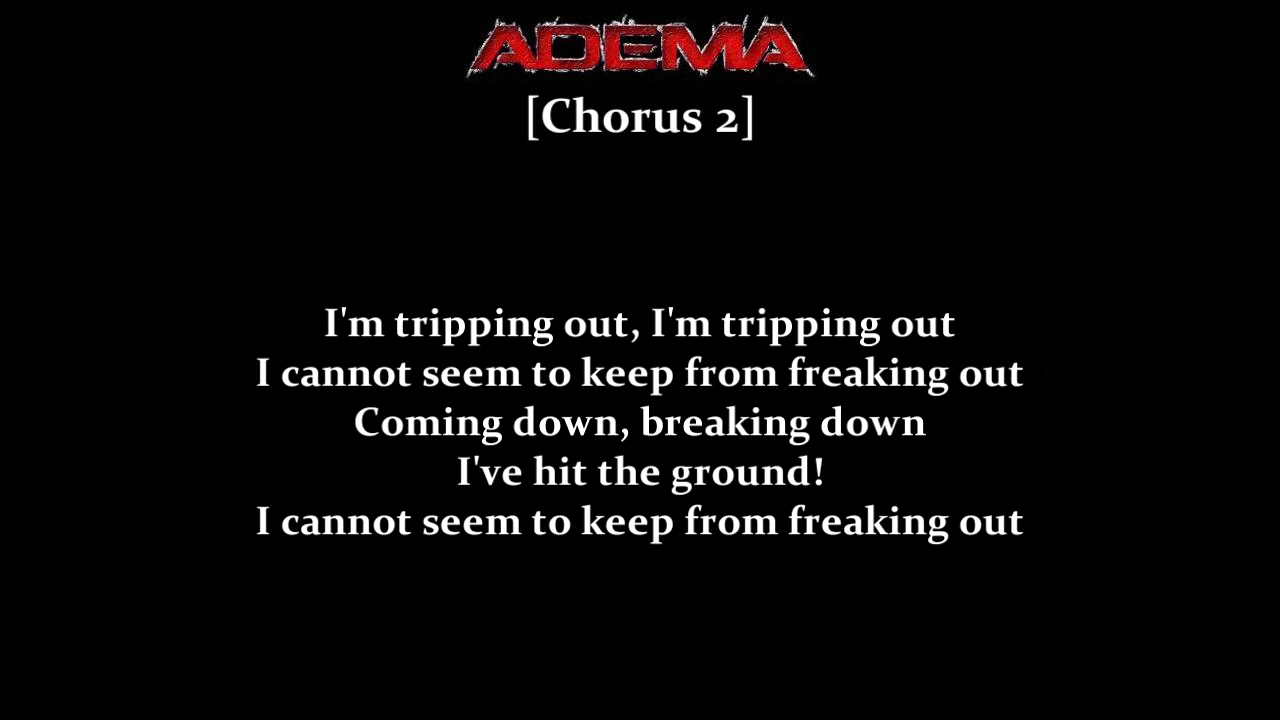 ADEMA
[Chorus 2]
I'm tripping out, I'm tripping out
I cannot seem to keep from freaking out
Coming down, breaking down
I've hit the ground!
I cannot seem to keep from freaking out